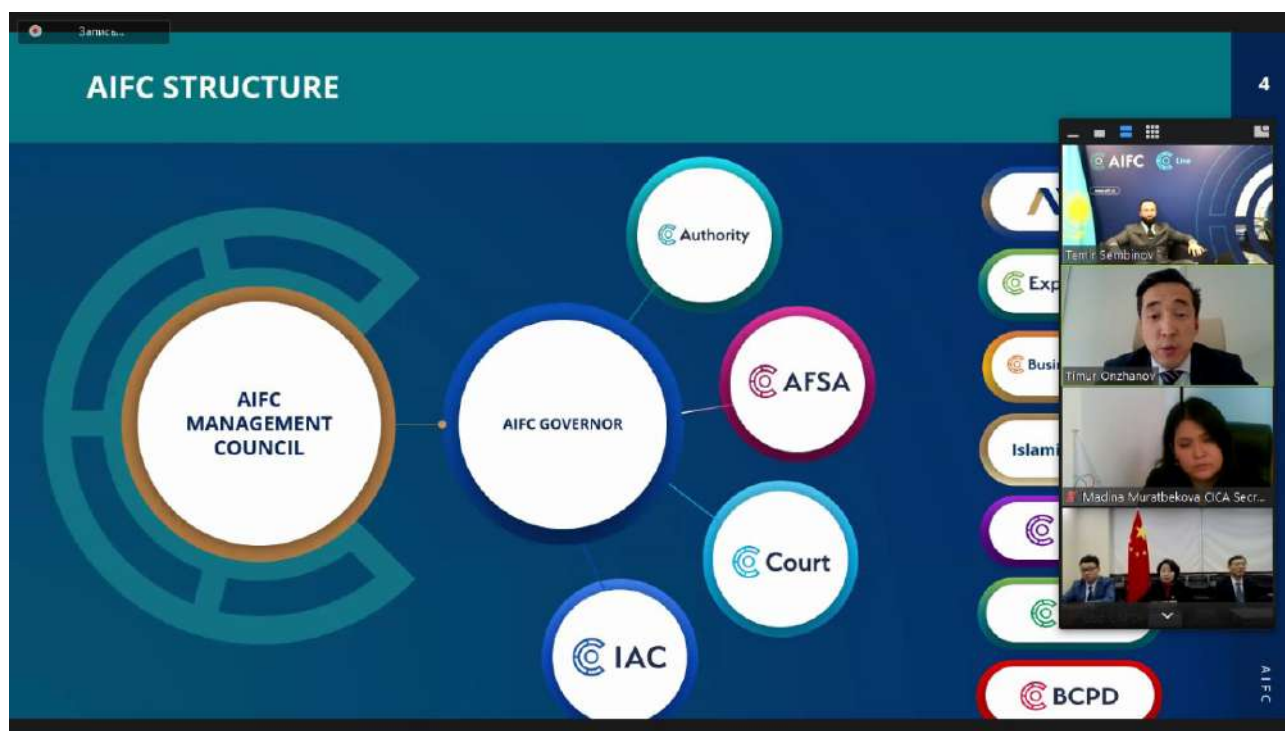 Запись...
AIFC STRUCTURE
4
AIFC
MANAGEMENT
COUNCIL
AIFC GOVERNOR
Authority
AFSA
Court
IAC
Exp
Busi
Islami
BCPD
AIFC
Temir Sembinov
Timur Onzhanov
Madina Muratbekova CICA Secr...
AIFC